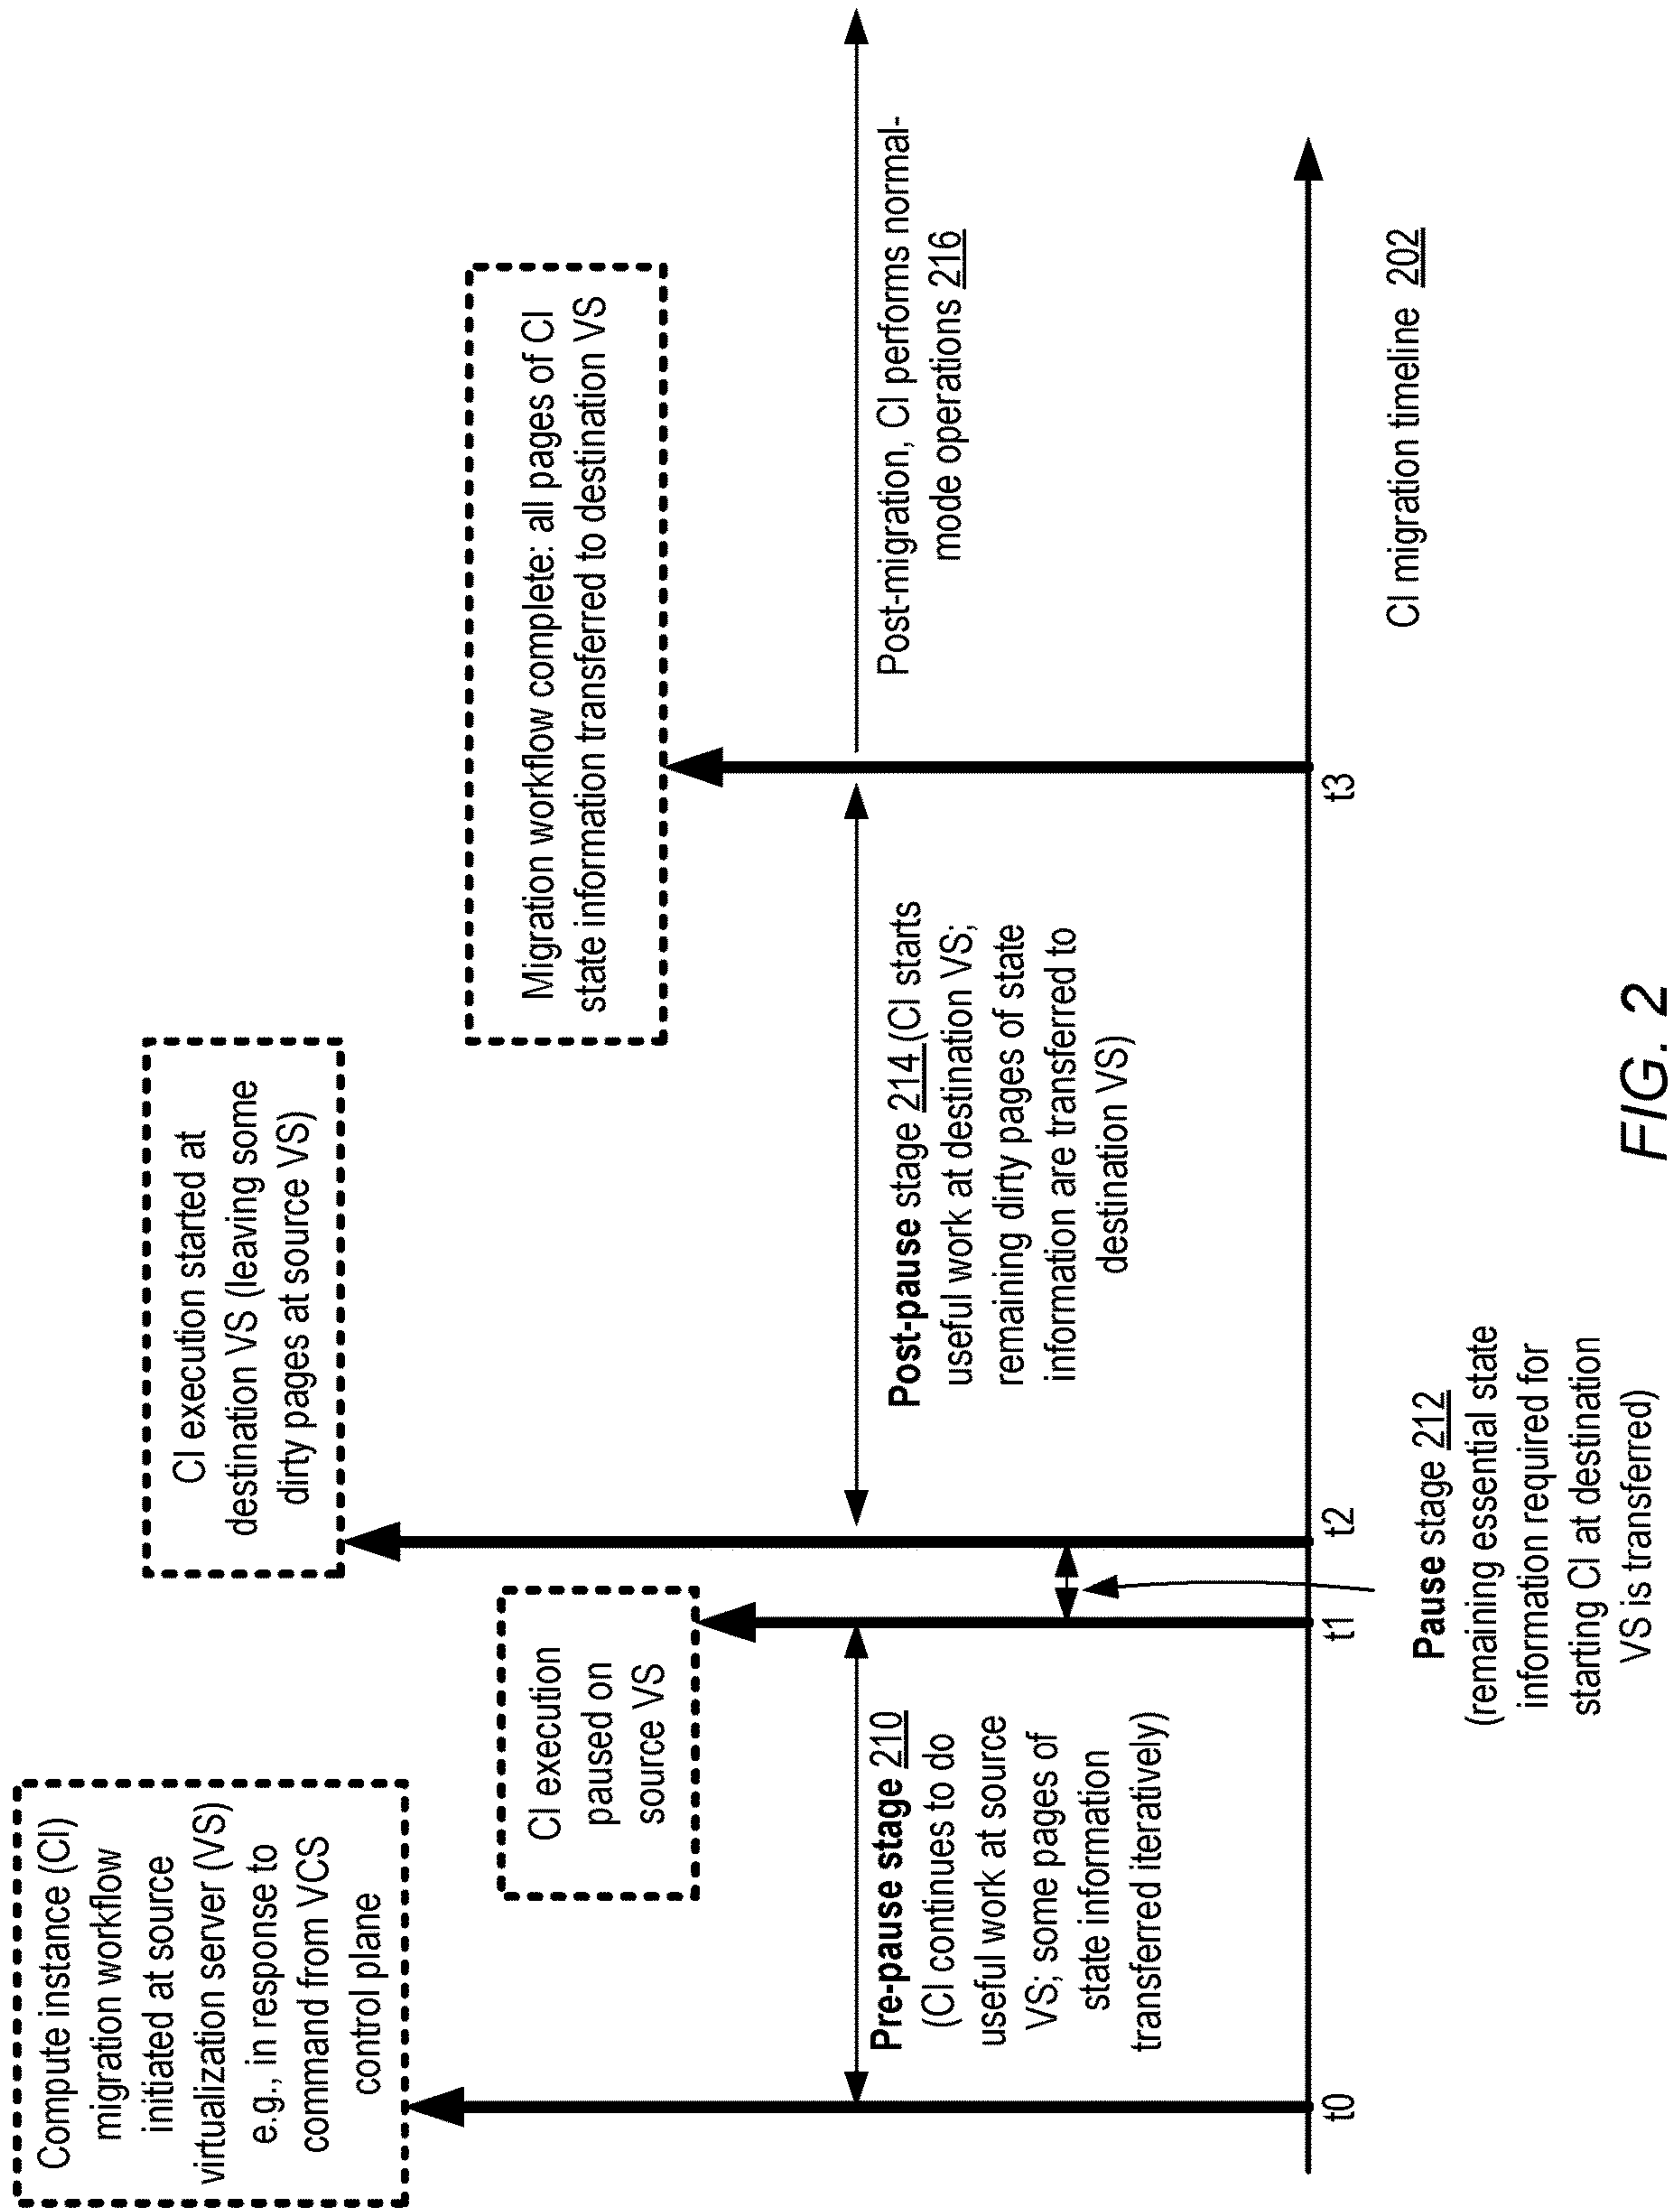 Compute instance (CI)
migration workflow
initiated at source
virtualization server (VS)
e.g., in response to
command from VCS
control plane
CI execution
paused on
source VS
CI execution started at
destination VS (leaving some
dirty pages at source VS)
Migration workflow complete: all pages of CI
state information transferred to destination VS
Pre-pause stage 210
(CI continues to do
useful work at source
VS; some pages of
state information
transferred iteratively)
Post-pause stage 214 (CI starts
useful work at destination VS;
remaining dirty pages of state
information are transferred to
destination VS)
Post-migration, CI performs normal-
mode operations 216
t0
t1
t2
t3
Pause stage 212
(remaining essential state
information required for
starting CI at destination
VS is transferred)
CI migration timeline 202
FIG. 2